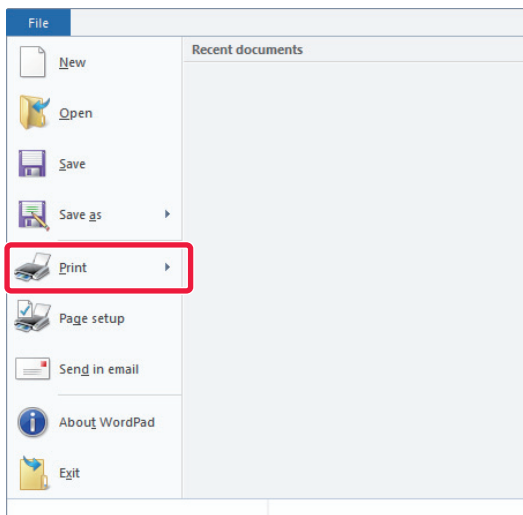 File
Recent documents
New
Open
Save
Save as
Print
Page setup
Send in email
About WordPad
Exit